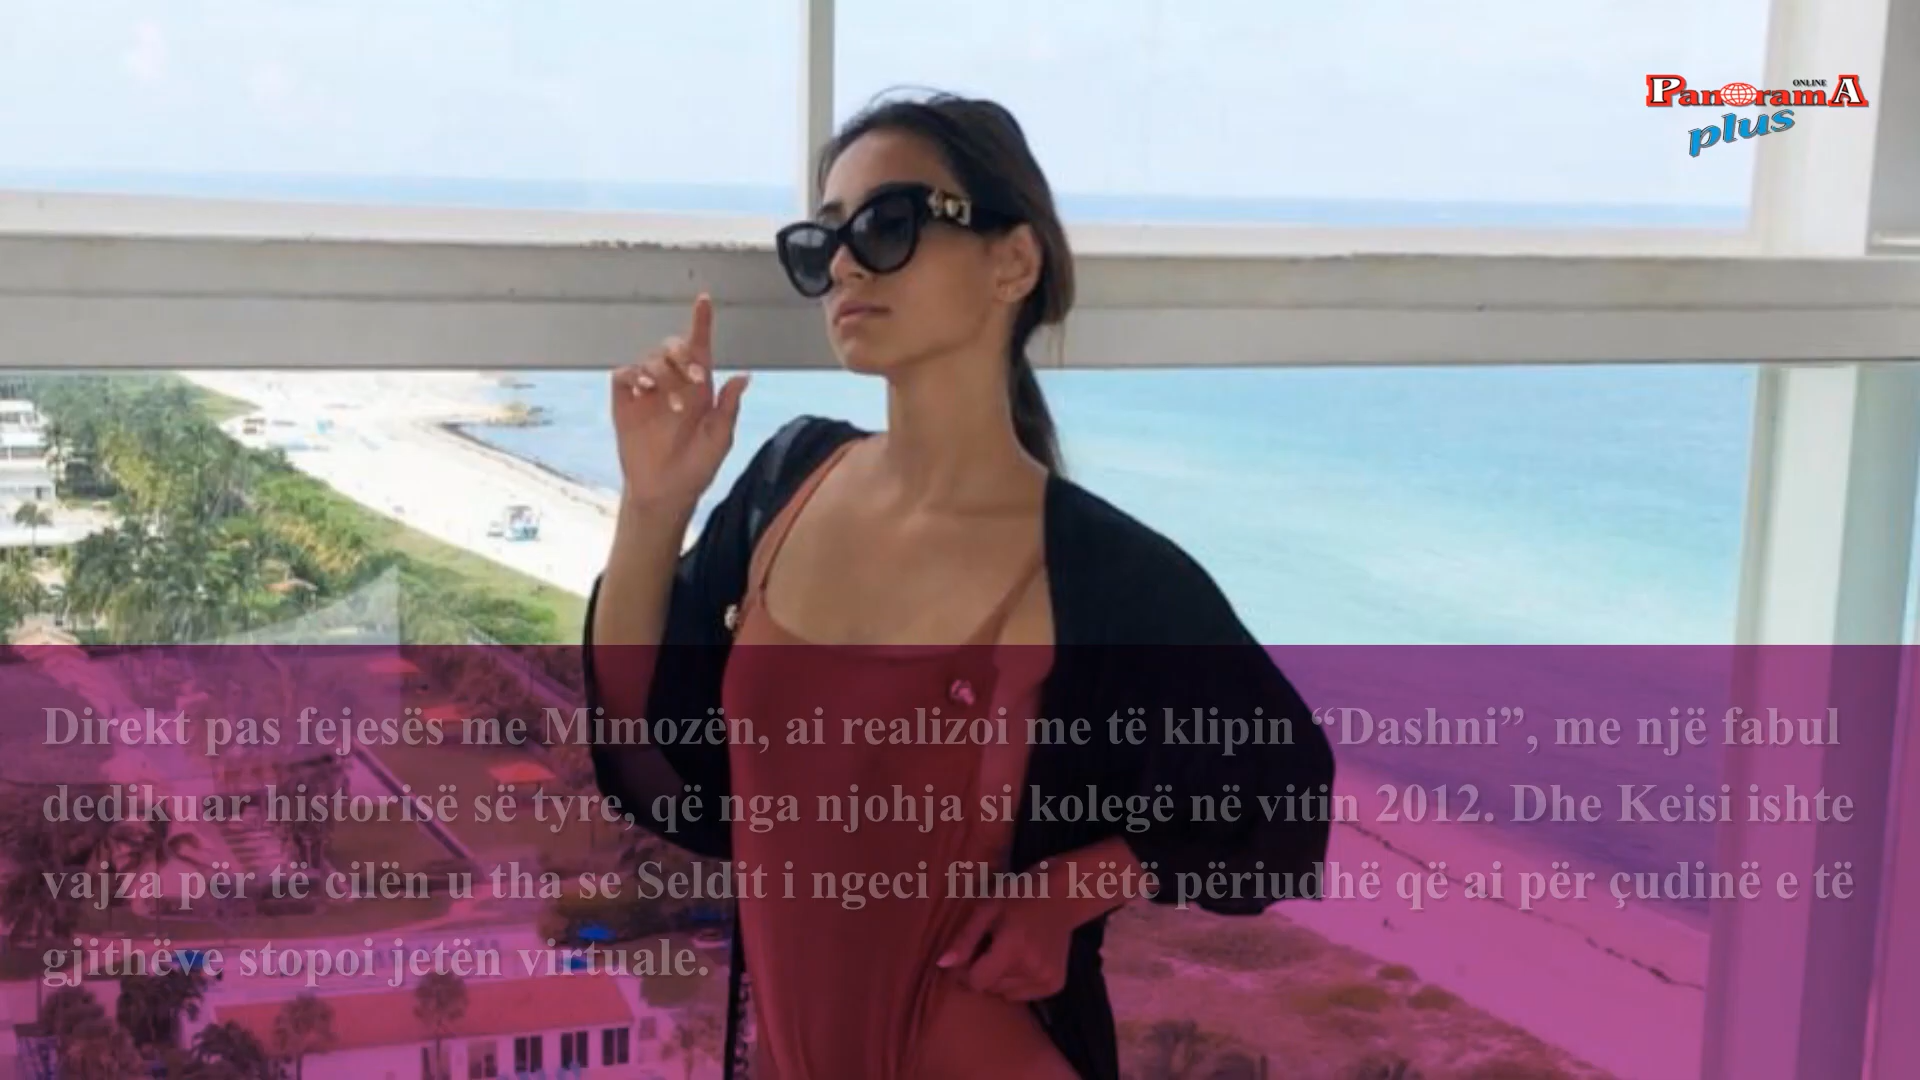 PanoramA
ONLINE
plus
Direkt pas fejesës me Mimozën, ai realizoi me të klipin “Dashni”, me një fabul
dedikuar historisë së tyre, që nga njohja si kolegë në vitin 2012. Dhe Keisi ishte
vajza për të cilën u tha se Seldit i ngeci filmi këtë përiudhë që ai për çudinë e të
gjithëve stopoi jetën virtuale.